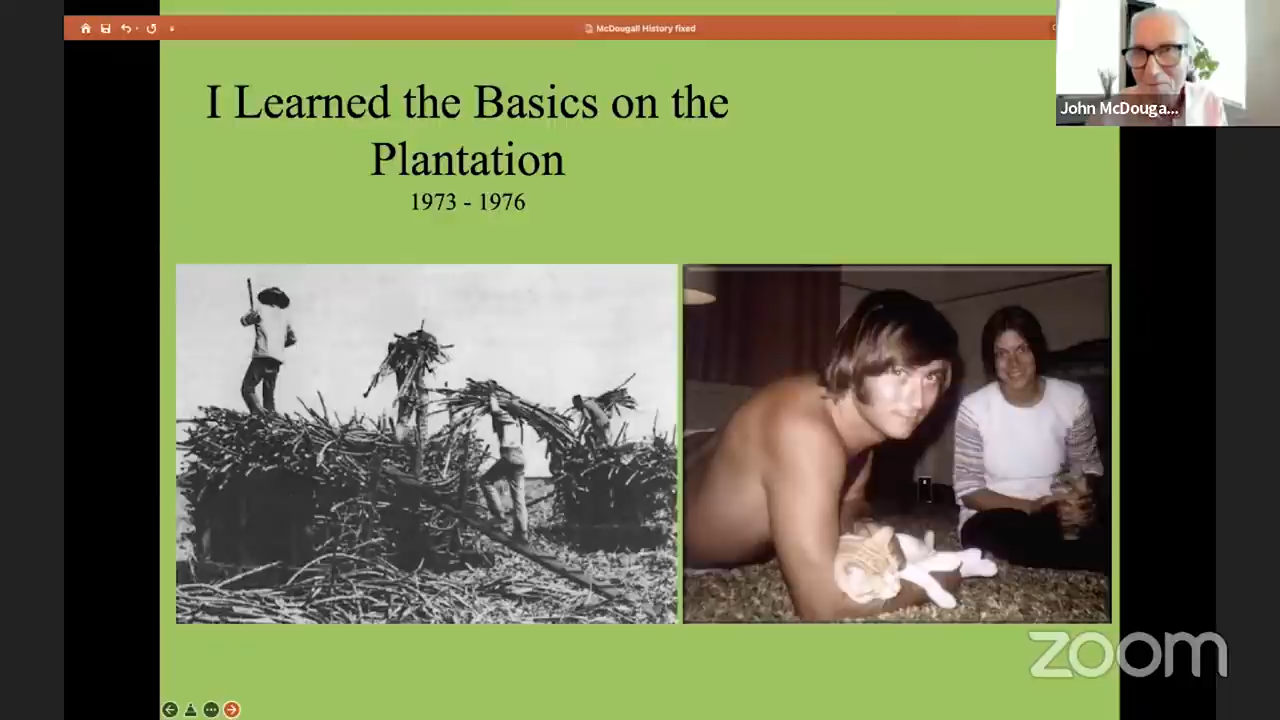 McDougall History fixed
John McDouga...
I Learned the Basics on the
Plantation
1973 - 1976
zoom